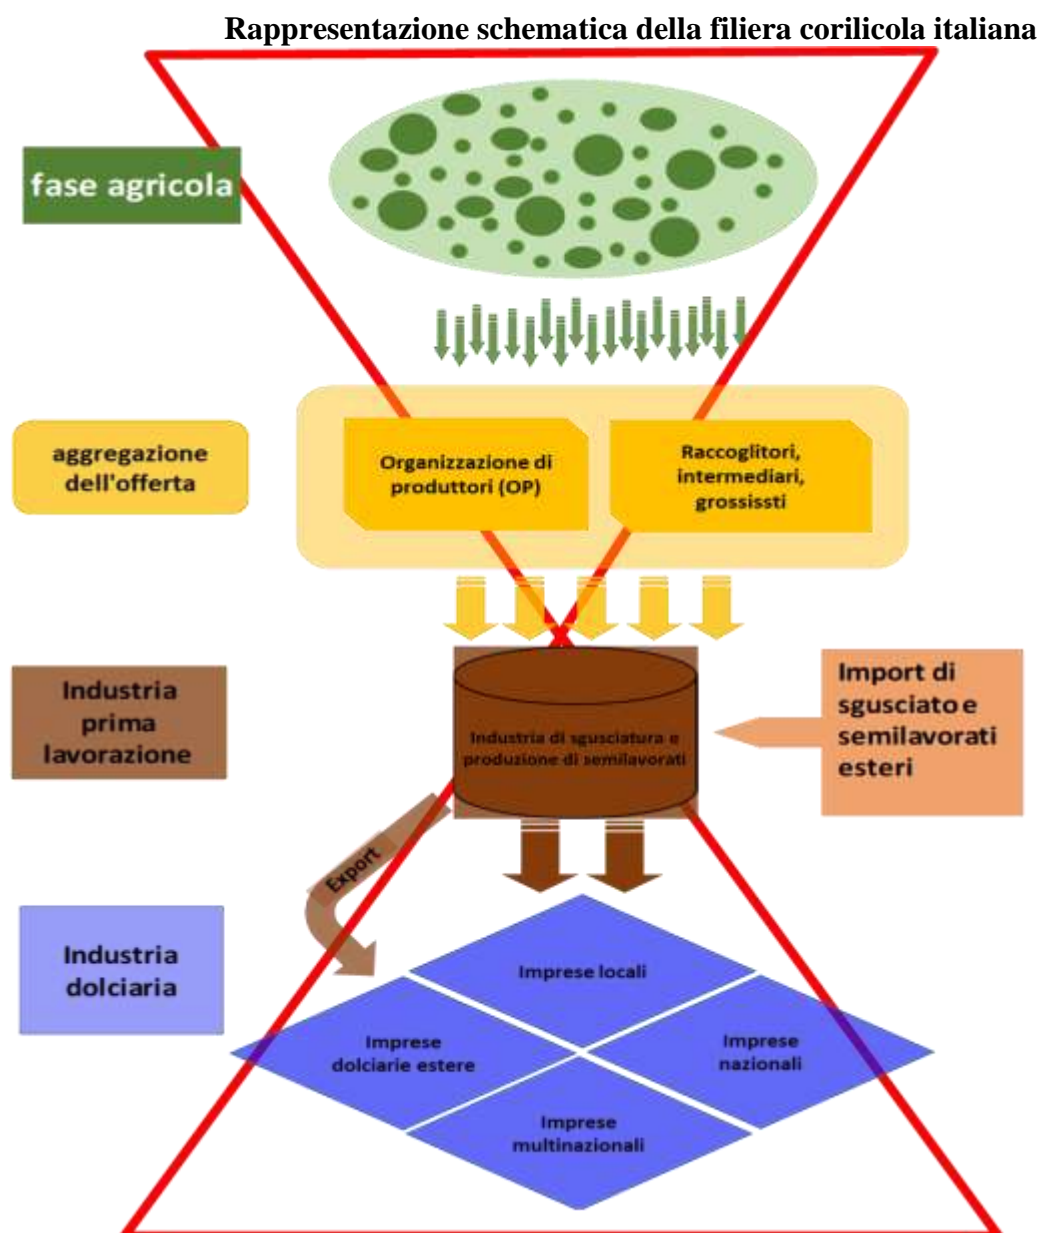 Rappresentazione schematica della filiera corilicola italiana
fase agricola
aggregazione
dell'offerta
Organizzazione di
produttori (OP)
Raccoglitori,
intermediari,
grossissti
Industria
prima
lavorazione
Industria di sgusciatura e
produzione di semilavorati
Import di
sgusciato e
semilavorati
esteri
Export
Industria
dolciaria
Imprese locali
Imprese
dolciarie estere
Imprese
nazionali
Imprese
multinazionali